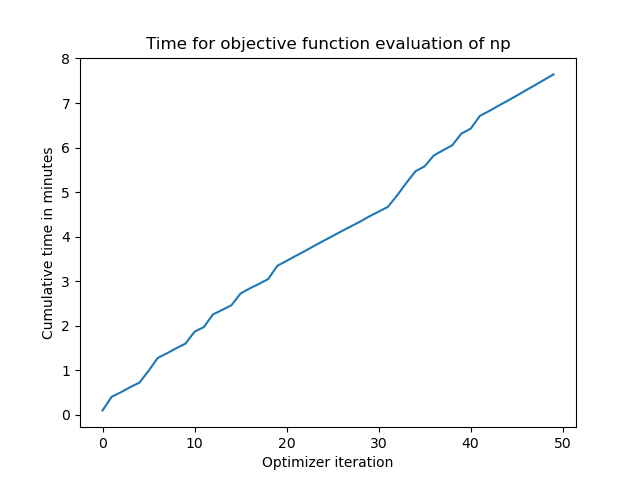 Time for objective function evaluation of np
Cumulative time in minutes
8
7
6
5
4
3
2
1
0
0 10 20 30 40 50
Optimizer iteration